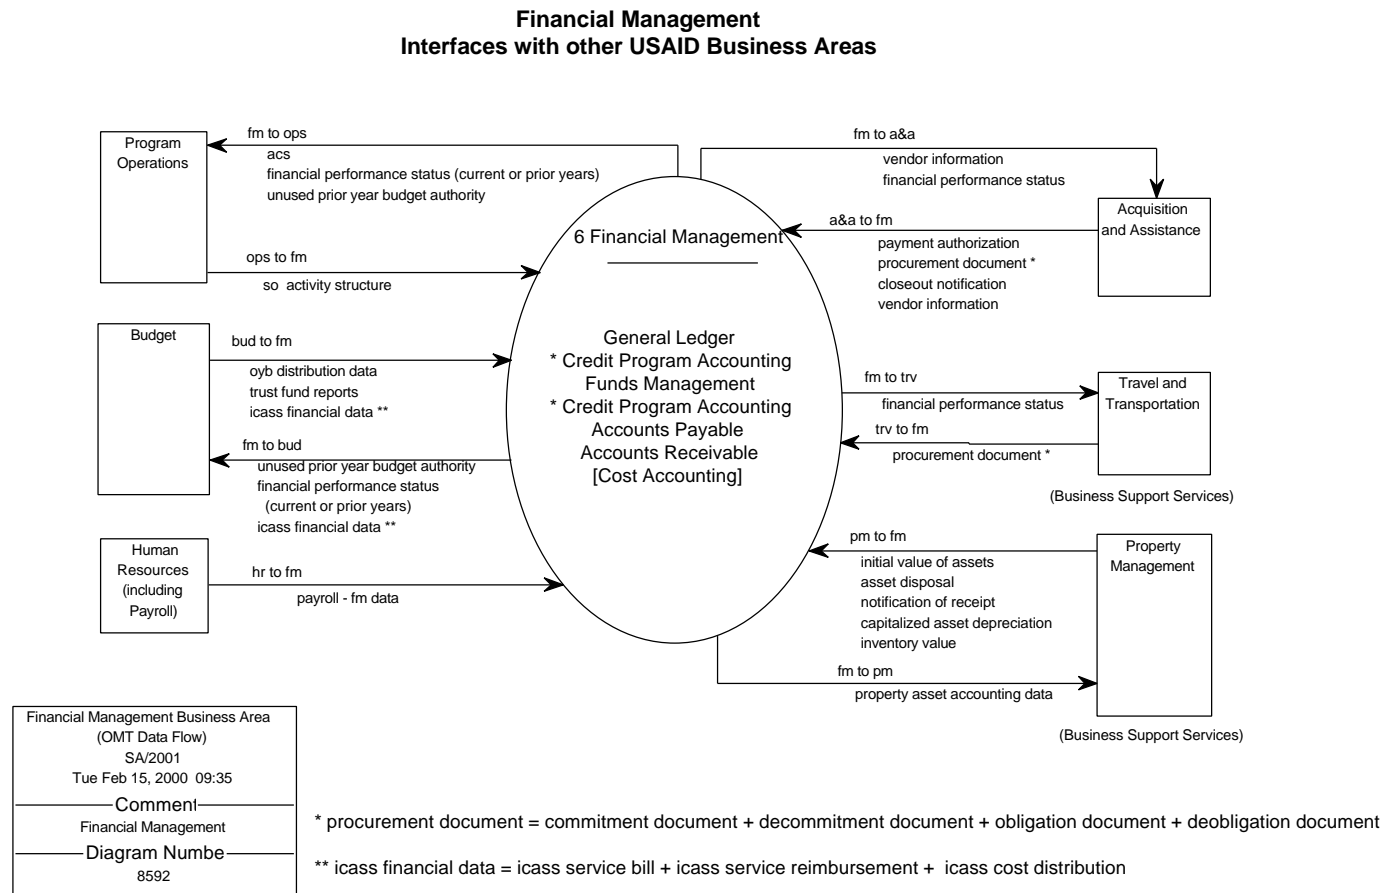 Financial Management
Interfaces with other USAID Business Areas
Program
Operations
fm to ops
acs
financial performance status (current or prior years)
unused prior year budget authority
ops to fm
so activity structure
Budget
bud to fm
oyb distribution data
trust fund reports
icass financial data **
fm to bud
unused prior year budget authority
financial performance status
(current or prior years)
icass financial data **
Human
Resources
(including
Payroll)
hr to fm
payroll - fm data
6 Financial Management
General Ledger
* Credit Program Accounting
Funds Management
* Credit Program Accounting
Accounts Payable
Accounts Receivable
[Cost Accounting]
fm to a&a
vendor information
financial performance status
Acquisition
and Assistance
a&a to fm
payment authorization
procurement document *
closeout notification
vendor information
fm to trv
financial performance status
Travel and
Transportation
trv to fm
procurement document *
(Business Support Services)
pm to fm
initial value of assets
asset disposal
notification of receipt
capitalized asset depreciation
inventory value
Property
Management
fm to pm
property asset accounting data
(Business Support Services)
Financial Management Business Area
(OMT Data Flow)
SA/2001
Tue Feb 15, 2000 09:35
Comment
Financial Management
Diagram Numbe
8592
* procurement document = commitment document + decommitment document + obligation document + deobligation document
** icass financial data = icass service bill + icass service reimbursement + icass cost distribution